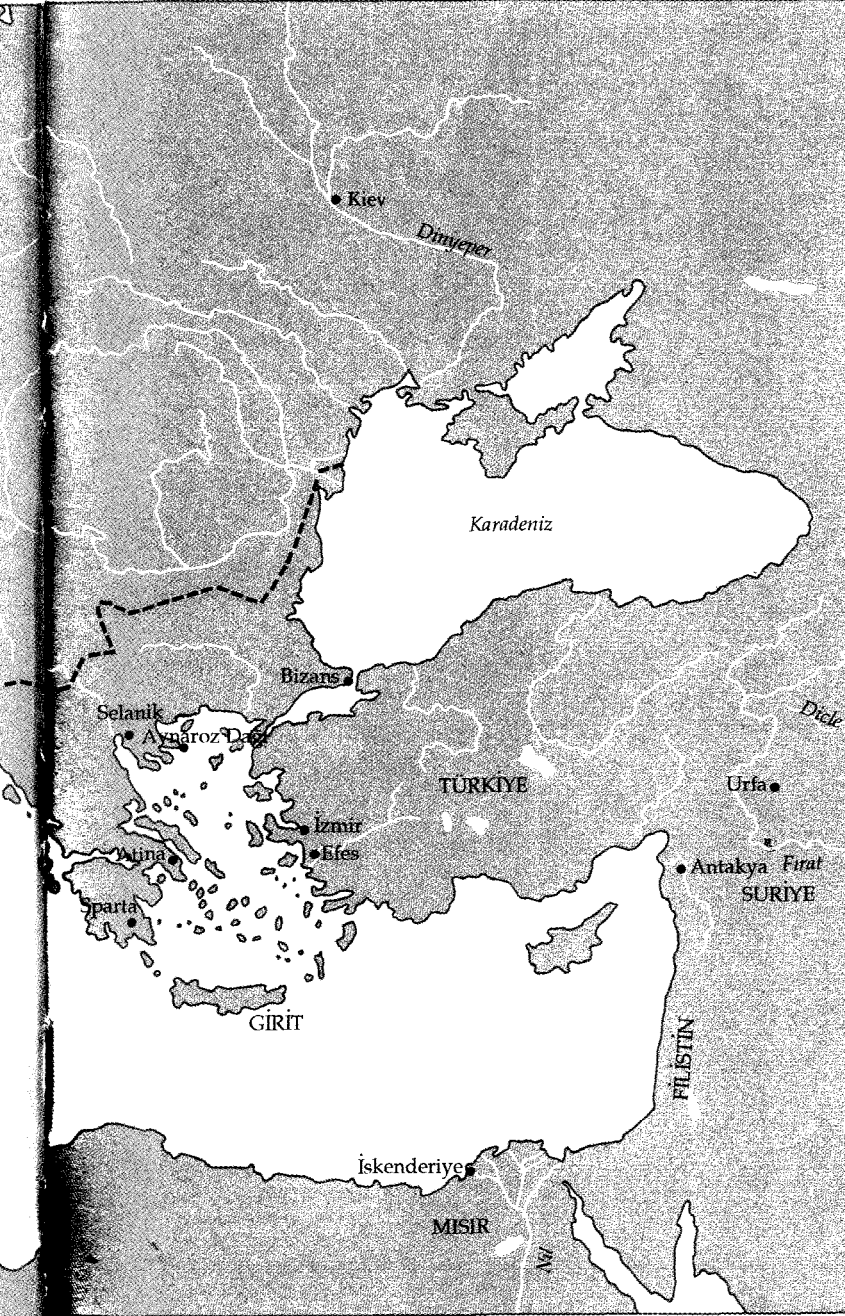 Kiev
Dinyeper
Karadeniz
Bizans
Selanik
Aynaroz Dağı
Dicle
TÜRKİYE
Urfa
İzmir
Atina
Efes
Antakya
Fırat
SURİYE
Sparta
GİRİT
FİLİSTİN
İskenderiye
MISIR
Nil